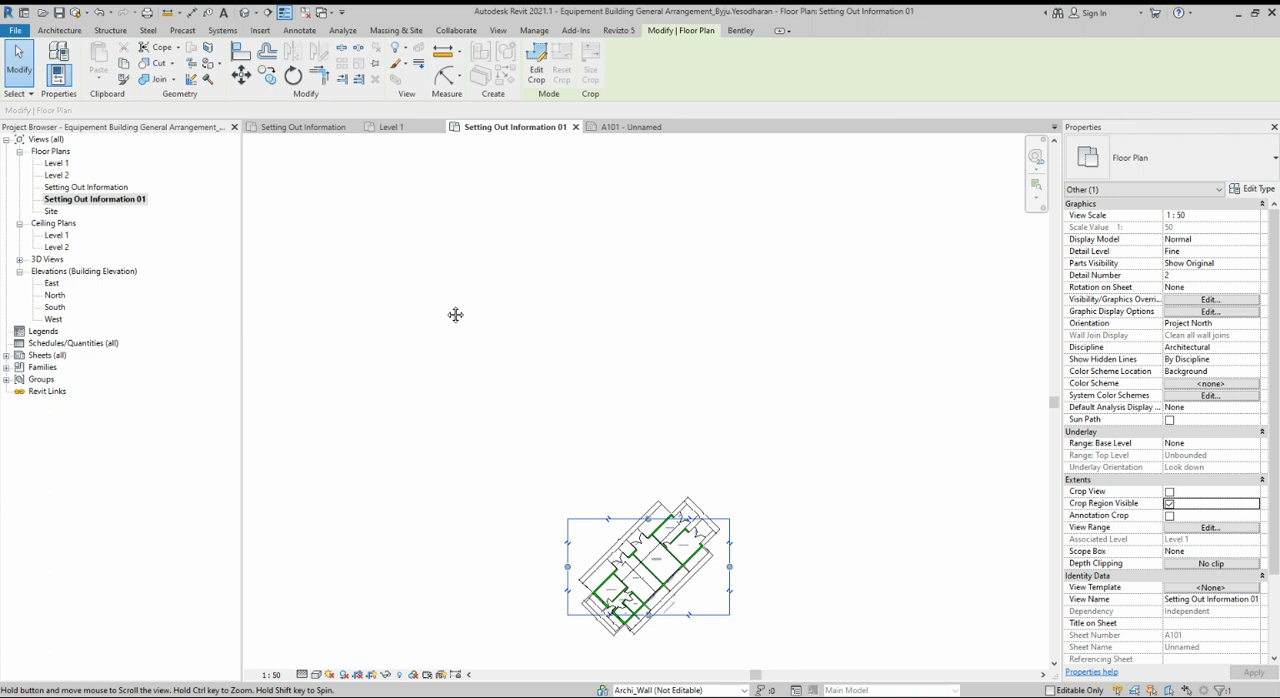 Autodesk Revit 2021.1 - Equipement Building General Arrangement_Byju.Yesodharan - Floor Plan: Setting Out Information 01
Sign In
File Architecture Structure Steel Precast Systems Insert Annotate Analyze Massing & Site Collaborate View Manage Add-Ins Revizto 5 Modify | Floor Plan Bentley
Modify Paste Cope Cut Join Edit Crop Reset Crop Size Crop
Select Properties Clipboard Geometry Modify View Measure Create Mode Crop
Modify | Floor Plan
Project Browser - Equipement Building General Arrangement_...
Setting Out Information Level 1 Setting Out Information 01 A101 - Unnamed
Views (all)
Floor Plans
Level 1
Level 2
Setting Out Information
Setting Out Information 01
Site
Ceiling Plans
Level 1
Level 2
3D Views
Elevations (Building Elevation)
East
North
South
West
Legends
Schedules/Quantities (all)
Sheets (all)
Families
Groups
Revit Links
Properties
Floor Plan
Other (1) Edit Type
Graphics
View Scale 1 : 50
Scale Value 1: 50
Display Model Normal
Detail Level Fine
Parts Visibility Show Original
Detail Number 2
Rotation on Sheet None
Visibility/Graphics Overri... Edit...
Graphic Display Options Edit...
Orientation Project North
Wall Join Display Clean all wall joins
Discipline Architectural
Show Hidden Lines By Discipline
Color Scheme Location Background
Color Scheme <none>
System Color Schemes Edit...
Default Analysis Display ... None
Sun Path
Underlay
Range: Base Level None
Range: Top Level Unbounded
Underlay Orientation Look down
Extents
Crop View
Crop Region Visible
Annotation Crop
View Range Edit...
Associated Level Level 1
Scope Box None
Depth Clipping No clip
Identity Data
View Template <None>
View Name Setting Out Information 01
Dependency Independent
Title on Sheet
Sheet Number A101
Sheet Name Unnamed
Referencing Sheet
Properties help Apply
1 : 50
Hold button and move mouse to Scroll the view. Hold Ctrl key to Zoom. Hold Shift key to Spin. Archi_Wall (Not Editable) :0 Main Model Editable Only :1